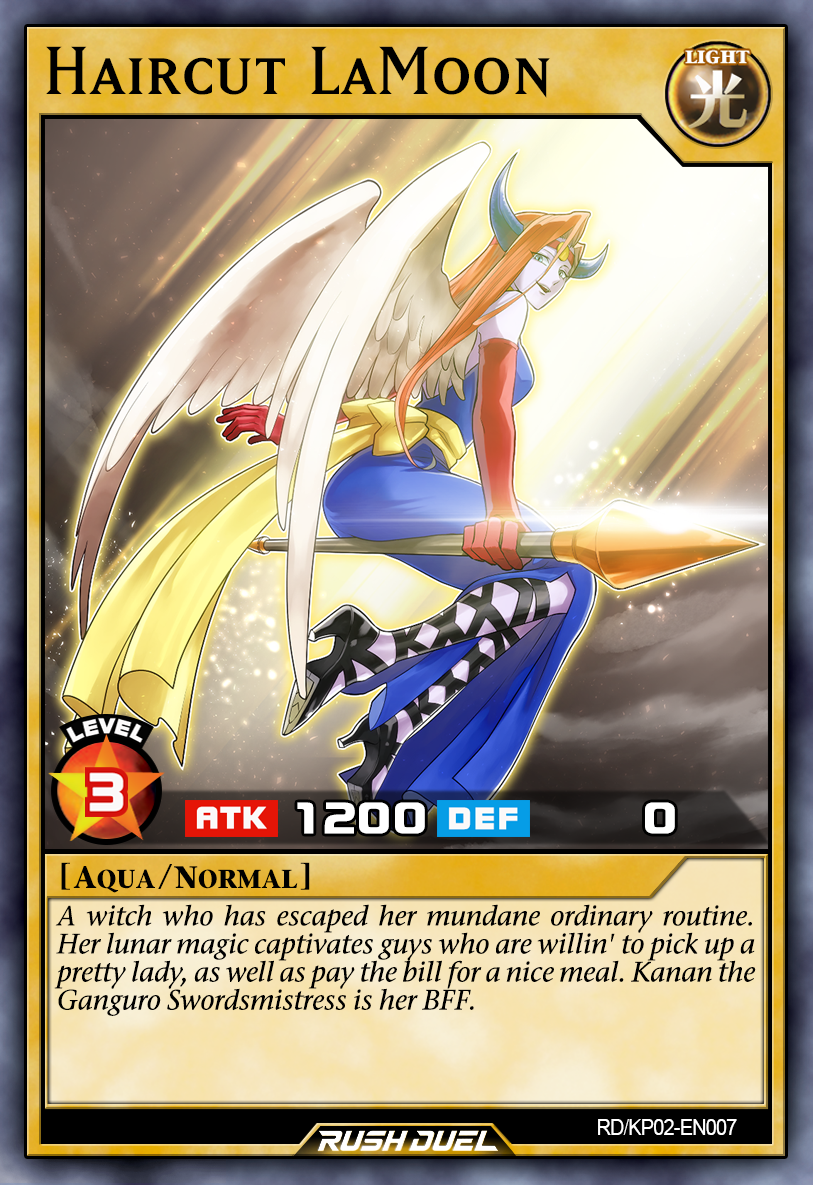 Haircut LaMoon
LIGHT
光
LEVEL
3
ATK 1200 DEF 0
[Aqua/Normal]
A witch who has escaped her mundane ordinary routine.
Her lunar magic captivates guys who are willin' to pick up a
pretty lady, as well as pay the bill for a nice meal. Kanan the
Ganguro Swordsmistress is her BFF.
RD/KP02-EN007
RUSH DUEL